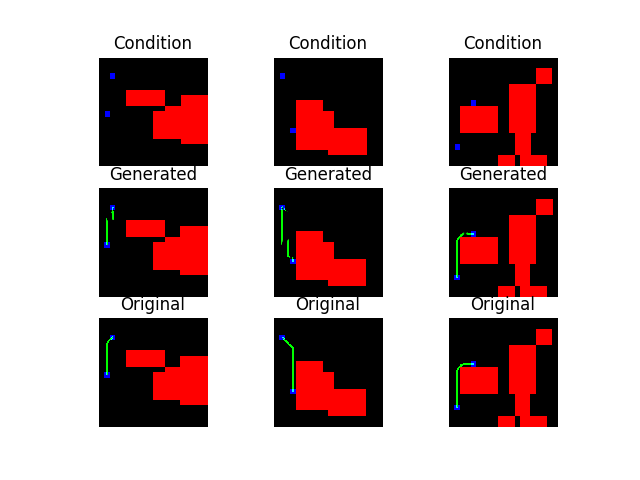 Condition Condition Condition
Generated Generated Generated
Original Original Original